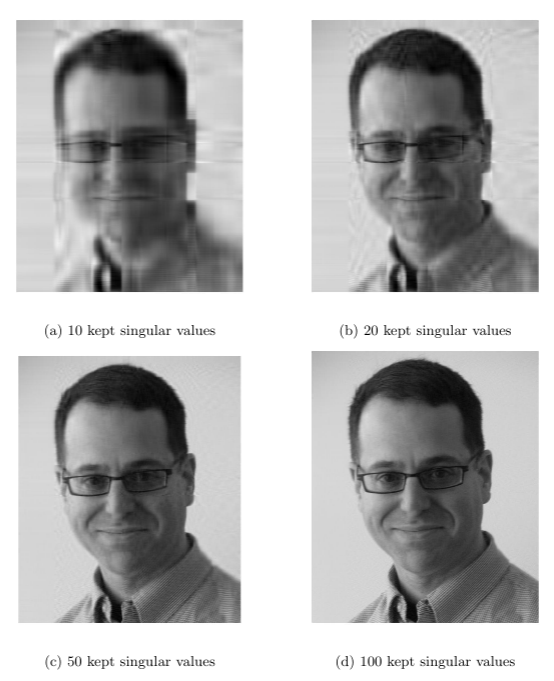 (a) 10 kept singular values
(b) 20 kept singular values
(c) 50 kept singular values
(d) 100 kept singular values